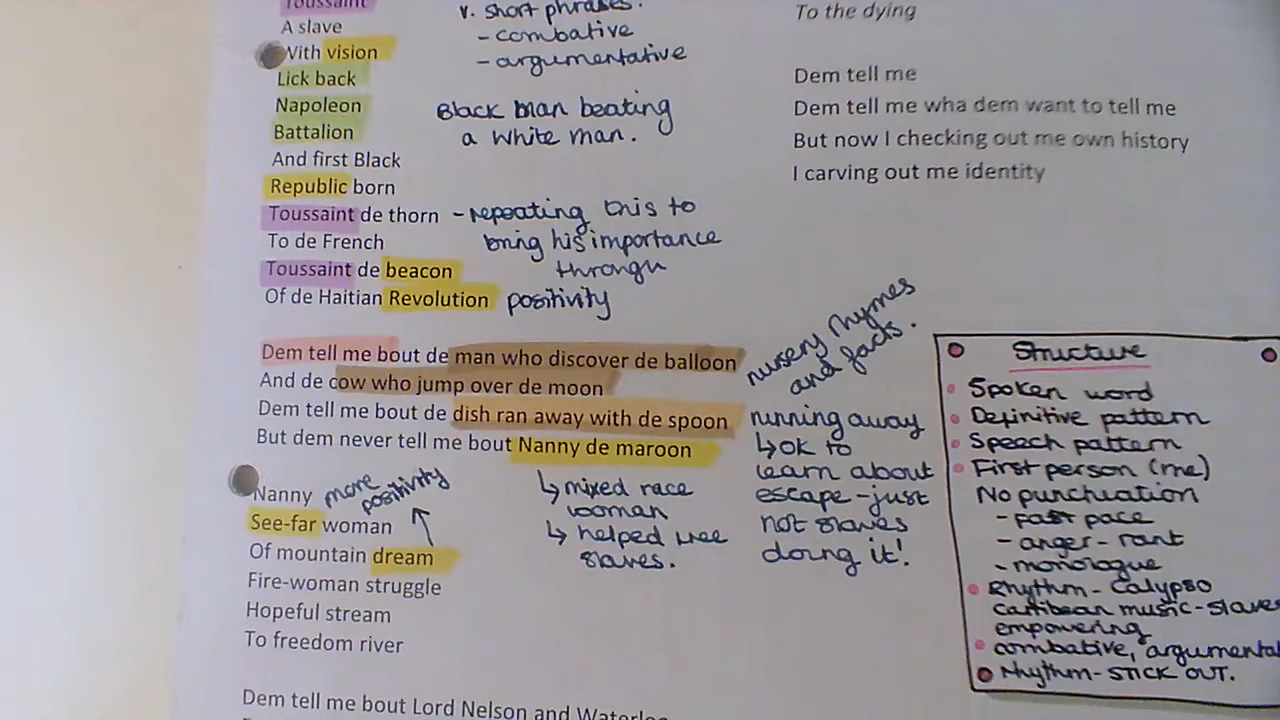 Toussaint
A slave
With vision
Lick back
Napoleon
Battalion
And first Black
Republic born
Toussaint de thorn
To de French
Toussaint de beacon
Of de Haitian Revolution
v. short phrases.
- combative
- argumentative
Black man beating
a white man.
- repeating this to
bring his importance
through
positivity
Dem tell me bout de man who discover de balloon
And de cow who jump over de moon
Dem tell me bout de dish ran away with de spoon
But dem never tell me bout Nanny de maroon
nursery rhymes
and facts.
running away
↳ ok to
learn about
escape - just
not slaves
doing it!
Nanny
See-far woman
Of mountain dream
Fire-woman struggle
Hopeful stream
To freedom river
more
positivity
↳ mixed race
woman
↳ helped free
slaves.
Dem tell me bout Lord Nelson and Waterloo
To the dying
Dem tell me
Dem tell me wha dem want to tell me
But now I checking out me own history
I carving out me identity
Structure
Spoken word
Definitive pattern
Speech pattern
First person (me)
No punctuation
- fast pace
- anger - rant
- monologue
Rhythm - Calypso
Caribean music - slaves
empowering
combative, argumental
Rhythm - STICK OUT.